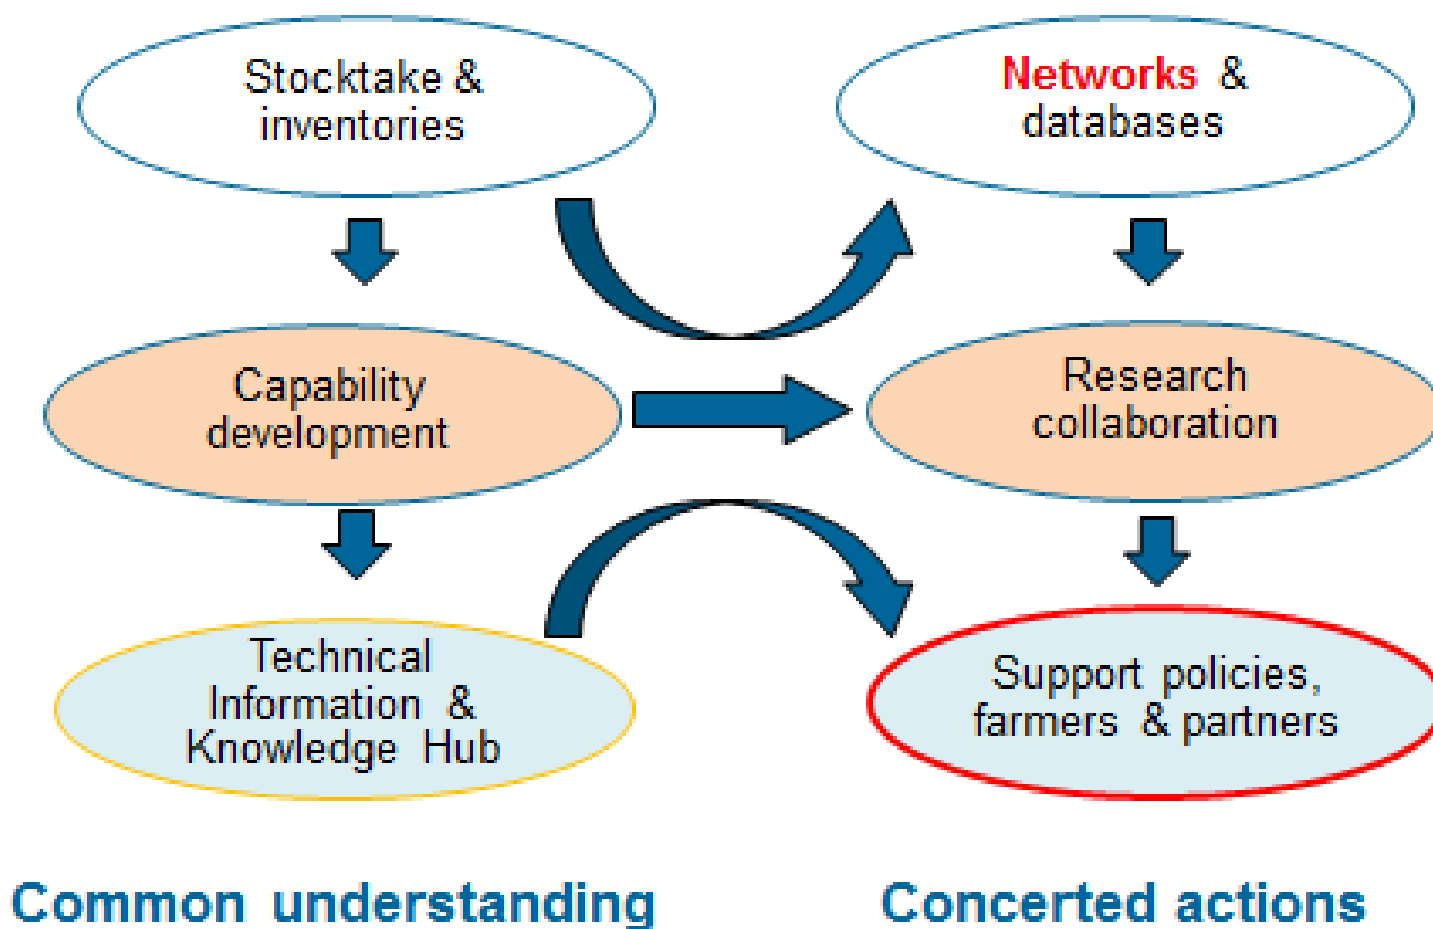 Stocktake &
inventories
Networks &
databases
Capability
development
Research
collaboration
Technical
Information &
Knowledge Hub
Support policies,
farmers & partners
Common understanding
Concerted actions